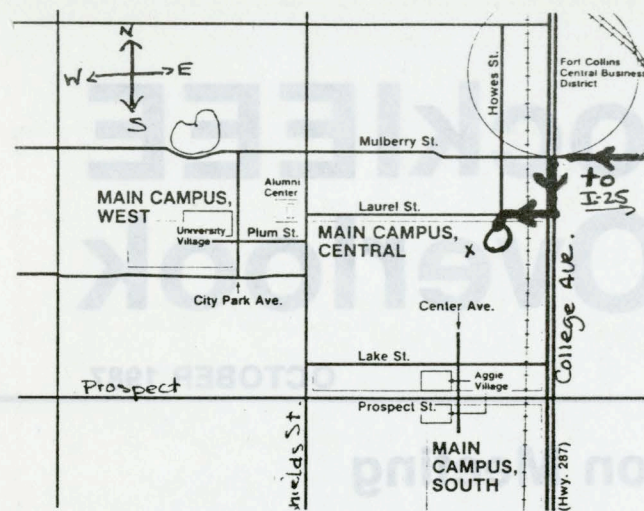 N
W E
S
Howes St.
Fort Collins
Central Business
District
Mulberry St.
to
I-25
MAIN CAMPUS,
WEST
Alumni
Center
Laurel St.
University
Village
Plum St.
MAIN CAMPUS,
CENTRAL
x
City Park Ave.
Center Ave.
College Ave.
Lake St.
Aggie
Village
Prospect
Prospect St.
hields St.
MAIN
CAMPUS,
SOUTH
(Hwy. 287)
OCTOBER 1987